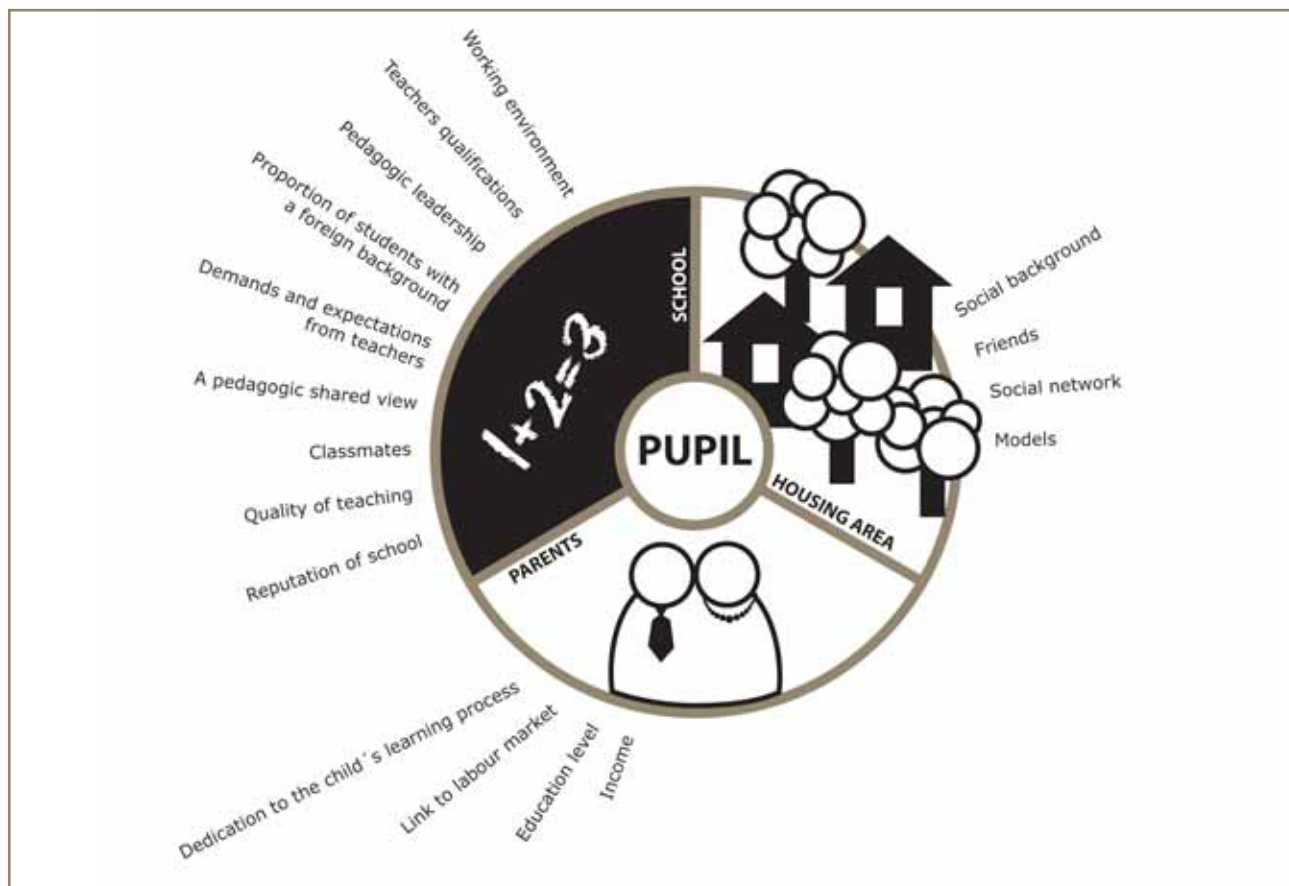 Working environment
Teachers qualifications
Pedagogic leadership
Proportion of students with
a foreign background
Demands and expectations
from teachers
A pedagogic shared view
Classmates
Quality of teaching
Reputation of school
SCHOOL
1+2=3
PUPIL
HOUSING AREA
Social background
Friends
Social network
Models
PARENTS
Dedication to the child´s learning process
Link to labour market
Education level
Income